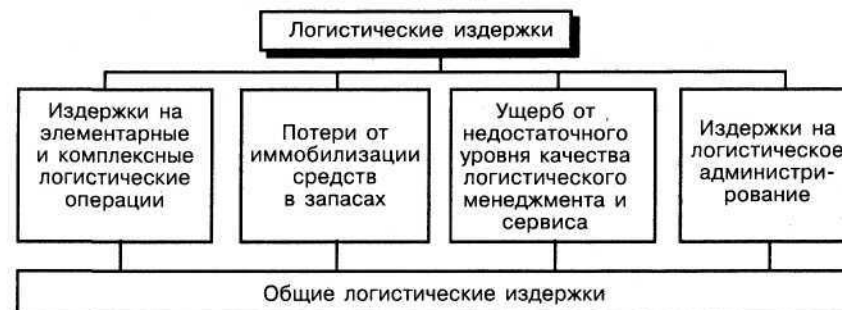 Логистические издержки
Издержки на
элементарные
и комплексные
логистические
операции
Потери от
иммобилизации
средств
в запасах
Ущерб от
недостаточного
уровня качества
логистического
менеджмента и
сервиса
Издержки на
логистическое
администри-
рование
Общие логистические издержки